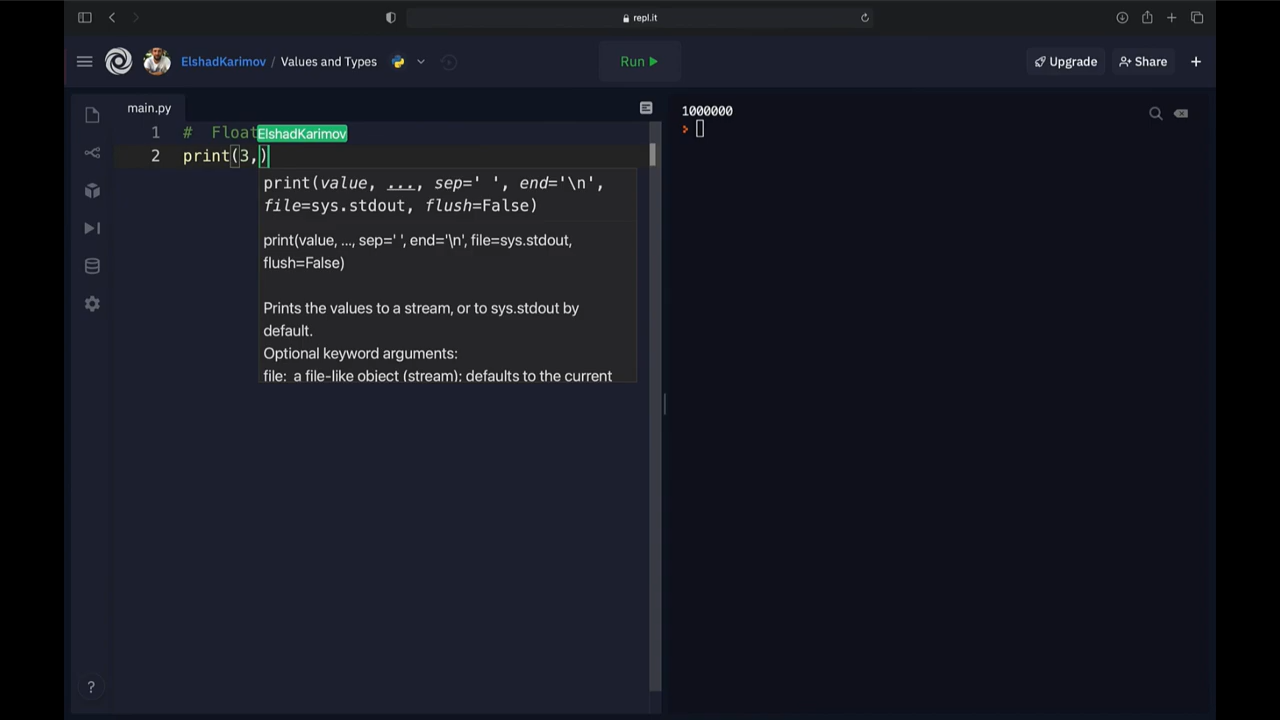 repl.it
ElshadKarimov / Values and Types
Run
Upgrade
Share
main.py
1 # Float
ElshadKarimov
2 print(3,)
print(value, ..., sep=' ', end='\n',
file=sys.stdout, flush=False)
print(value, ..., sep=' ', end='\n', file=sys.stdout,
flush=False)
Prints the values to a stream, or to sys.stdout by
default.
Optional keyword arguments:
file: a file-like object (stream); defaults to the current
?
1000000